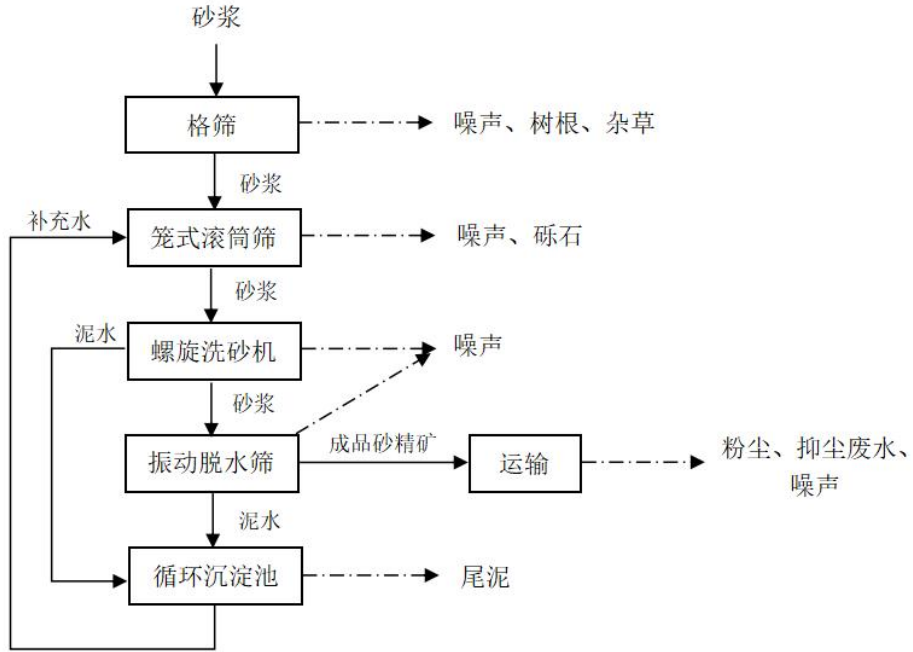 砂浆
格筛
噪声、树根、杂草
砂浆
补充水
笼式滚筒筛
噪声、砾石
砂浆
泥水
螺旋洗砂机
噪声
砂浆
振动脱水筛
成品砂精矿
运输
粉尘、抑尘废水、
噪声
泥水
循环沉淀池
尾泥